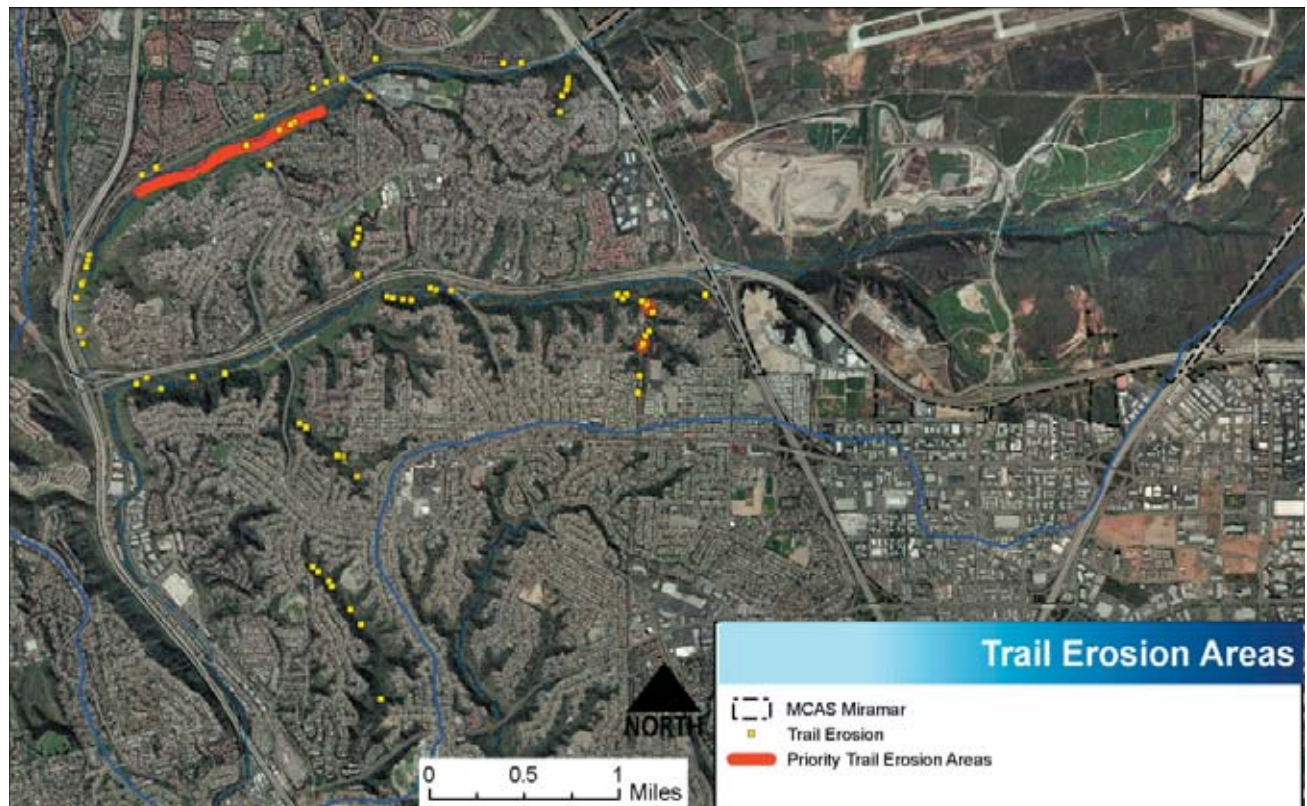 Trail Erosion Areas
MCAS Miramar
Trail Erosion
Priority Trail Erosion Areas
NORTH
0 0.5 1
Miles